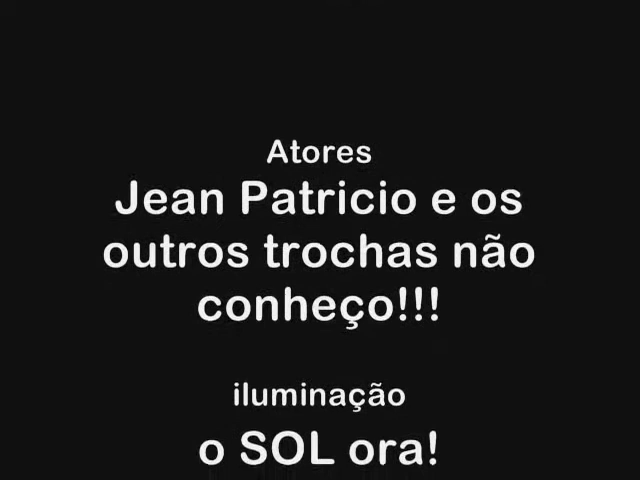 Atores
Jean Patricio e os
outros trochas não
conheço!!!
iluminação
o SOL ora!